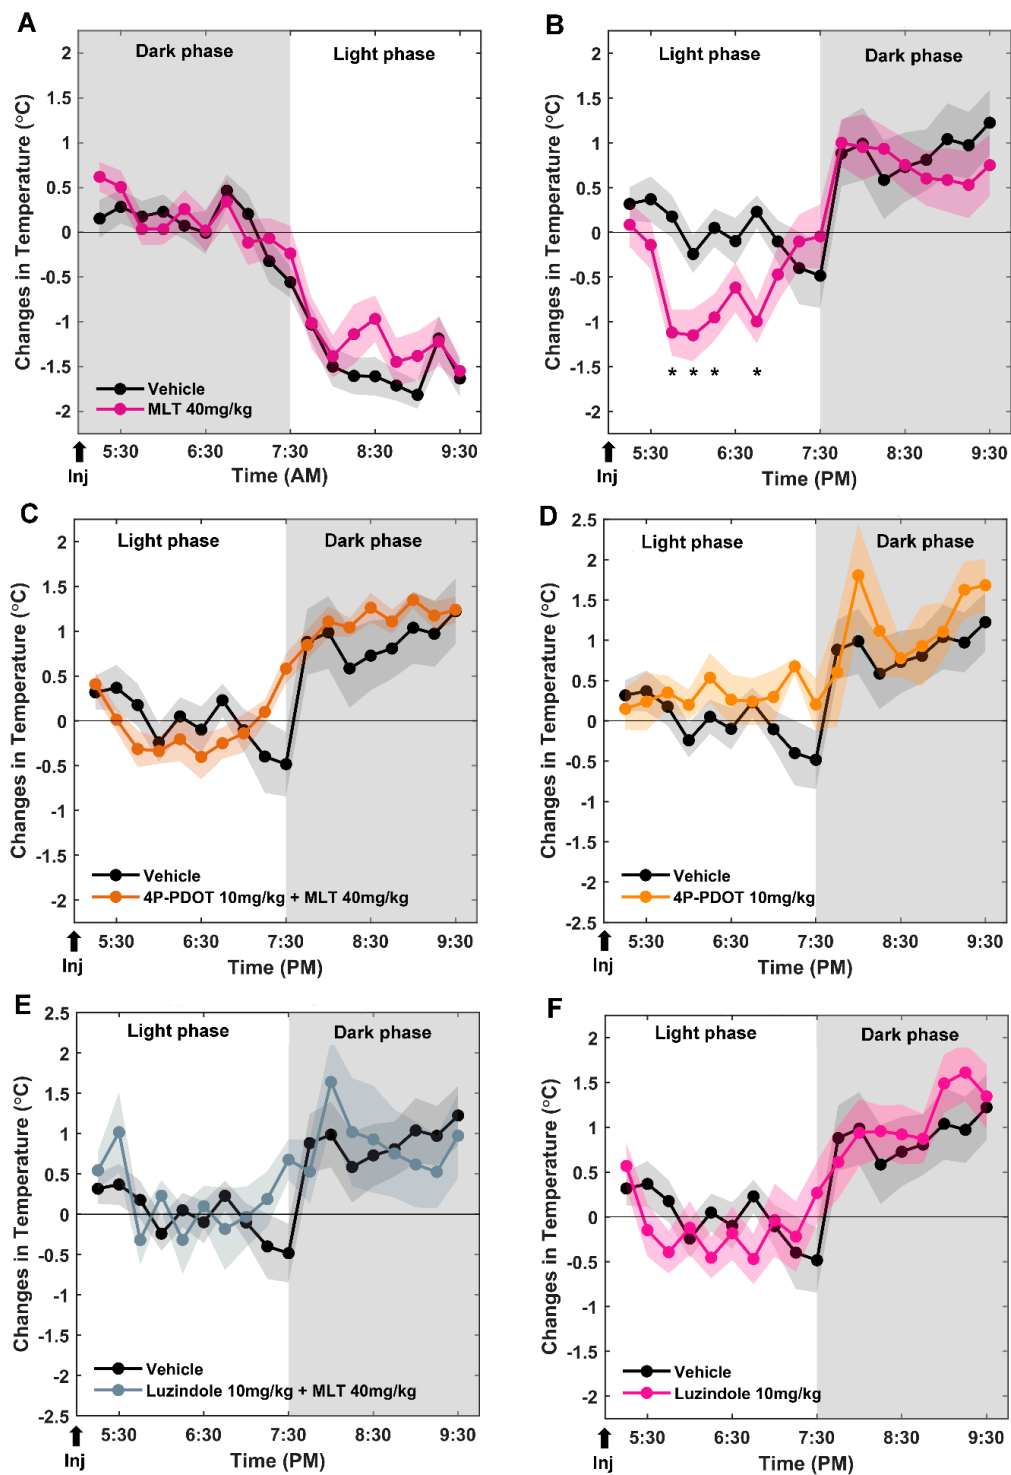 A
Dark phase
Light phase
Changes in Temperature (°C)
2
1.5
1
0.5
0
-0.5
-1
-1.5
-2
Vehicle
MLT 40mg/kg
5:30
6:30
7:30
8:30
9:30
Inj
Time (AM)
B
Light phase
Dark phase
Changes in Temperature (°C)
2
1.5
1
0.5
0
-0.5
-1
-1.5
-2
* * * *
5:30
6:30
7:30
8:30
9:30
Inj
Time (PM)
C
Light phase
Dark phase
Changes in Temperature (°C)
2
1.5
1
0.5
0
-0.5
-1
-1.5
-2
Vehicle
4P-PDOT 10mg/kg + MLT 40mg/kg
5:30
6:30
7:30
8:30
9:30
Inj
Time (PM)
D
Light phase
Dark phase
Changes in Temperature (°C)
2.5
2
1.5
1
0.5
0
-0.5
-1
-1.5
-2
-2.5
Vehicle
4P-PDOT 10mg/kg
5:30
6:30
7:30
8:30
9:30
Inj
Time (PM)
E
Light phase
Dark phase
Changes in Temperature (°C)
2.5
2
1.5
1
0.5
0
-0.5
-1
-1.5
-2
-2.5
Vehicle
Luzindole 10mg/kg + MLT 40mg/kg
5:30
6:30
7:30
8:30
9:30
Inj
Time (PM)
F
Light phase
Dark phase
Changes in Temperature (°C)
2
1.5
1
0.5
0
-0.5
-1
-1.5
-2
Vehicle
Luzindole 10mg/kg
5:30
6:30
7:30
8:30
9:30
Inj
Time (PM)